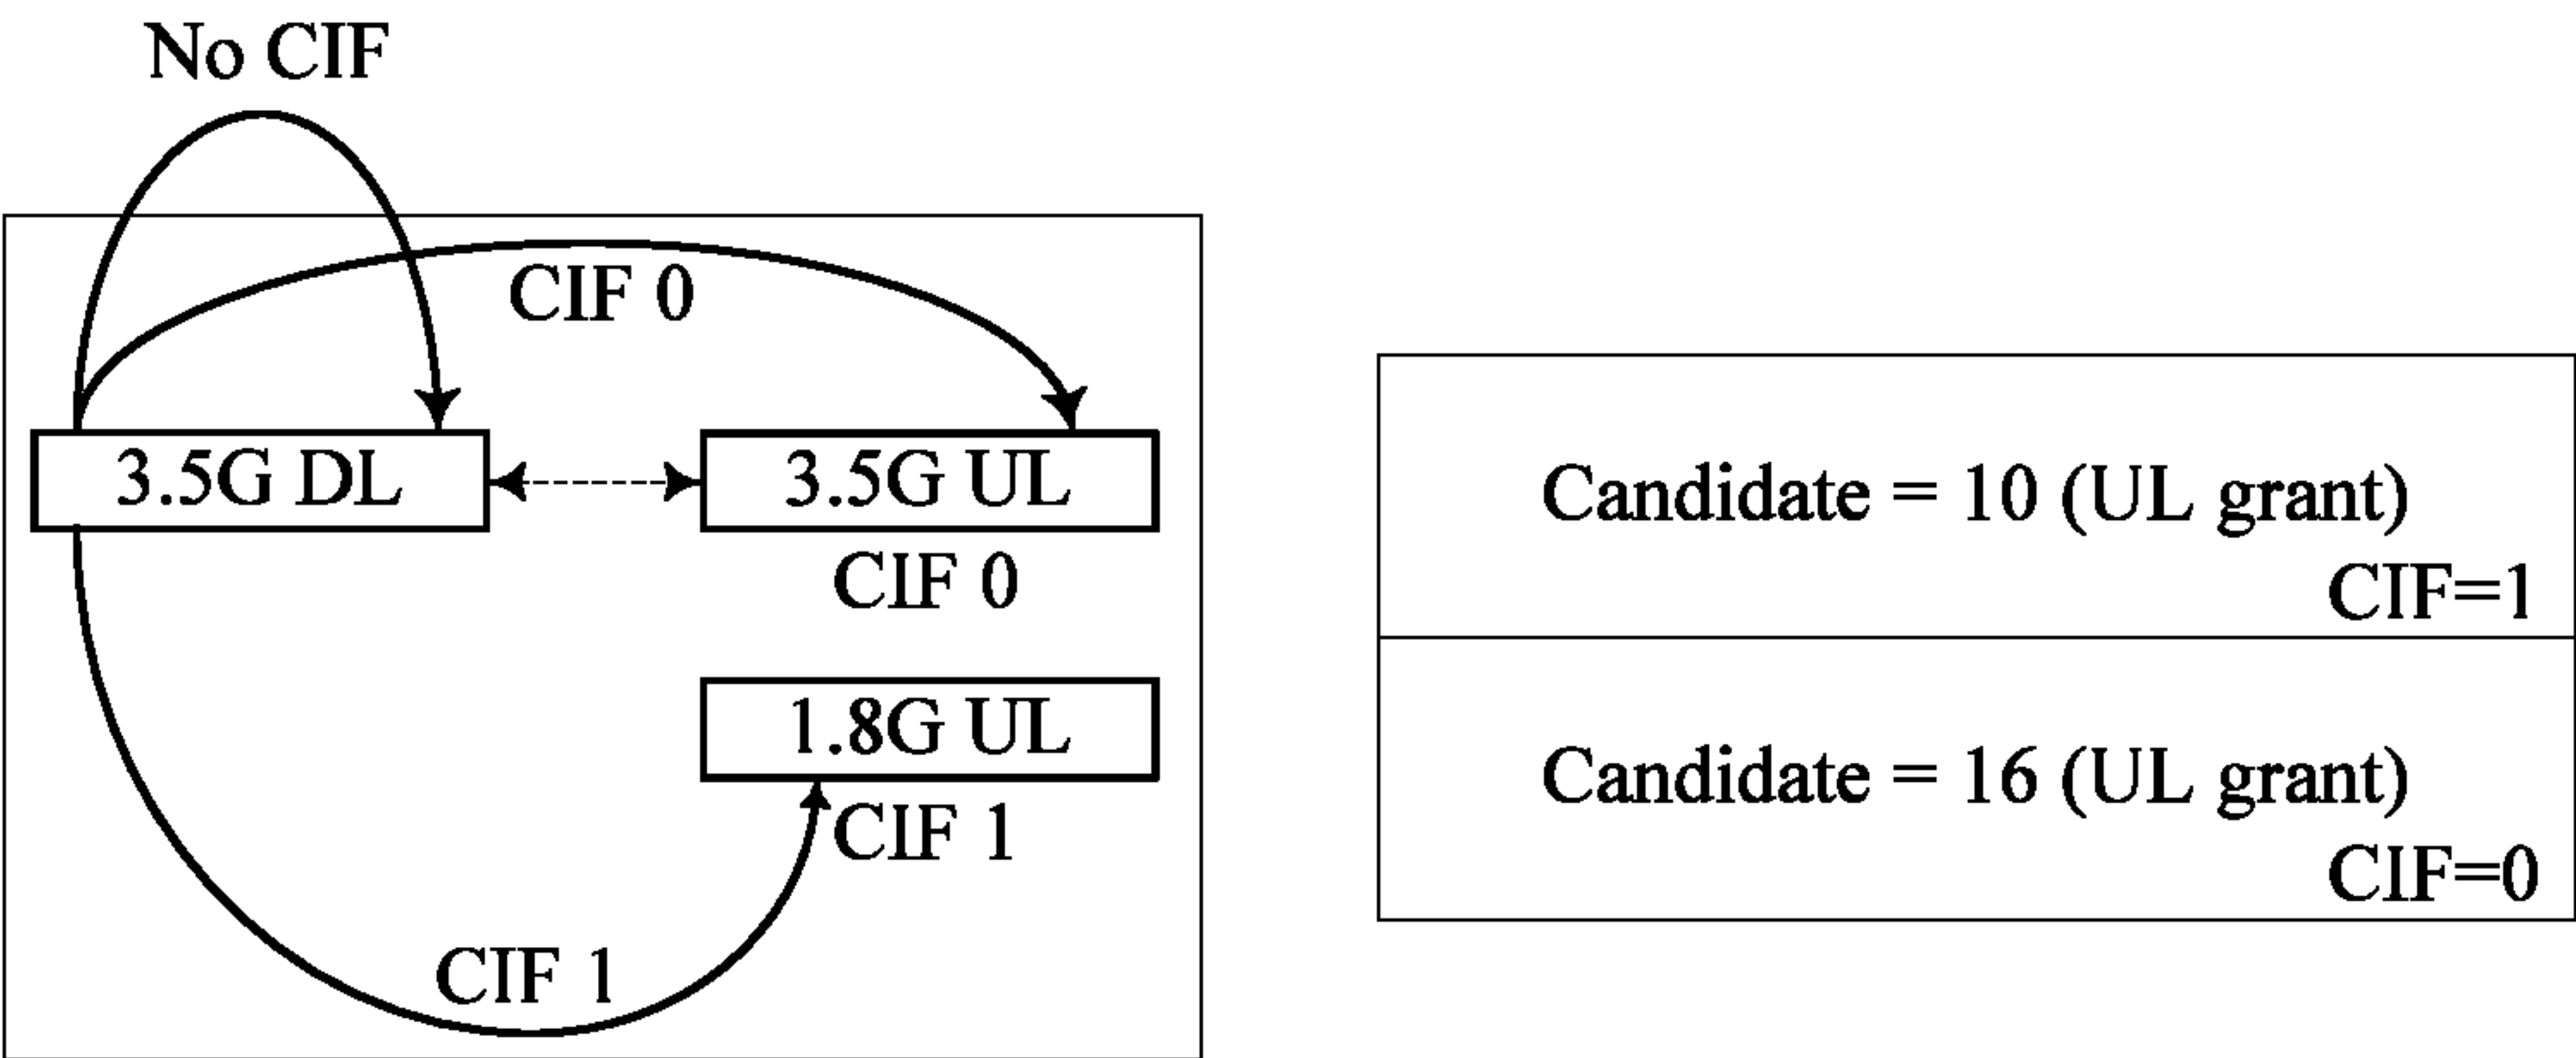 No CIF
CIF 0
3.5G DL
3.5G UL
CIF 0
1.8G UL
CIF 1
CIF 1
Candidate = 10 (UL grant)
CIF=1
Candidate = 16 (UL grant)
CIF=0